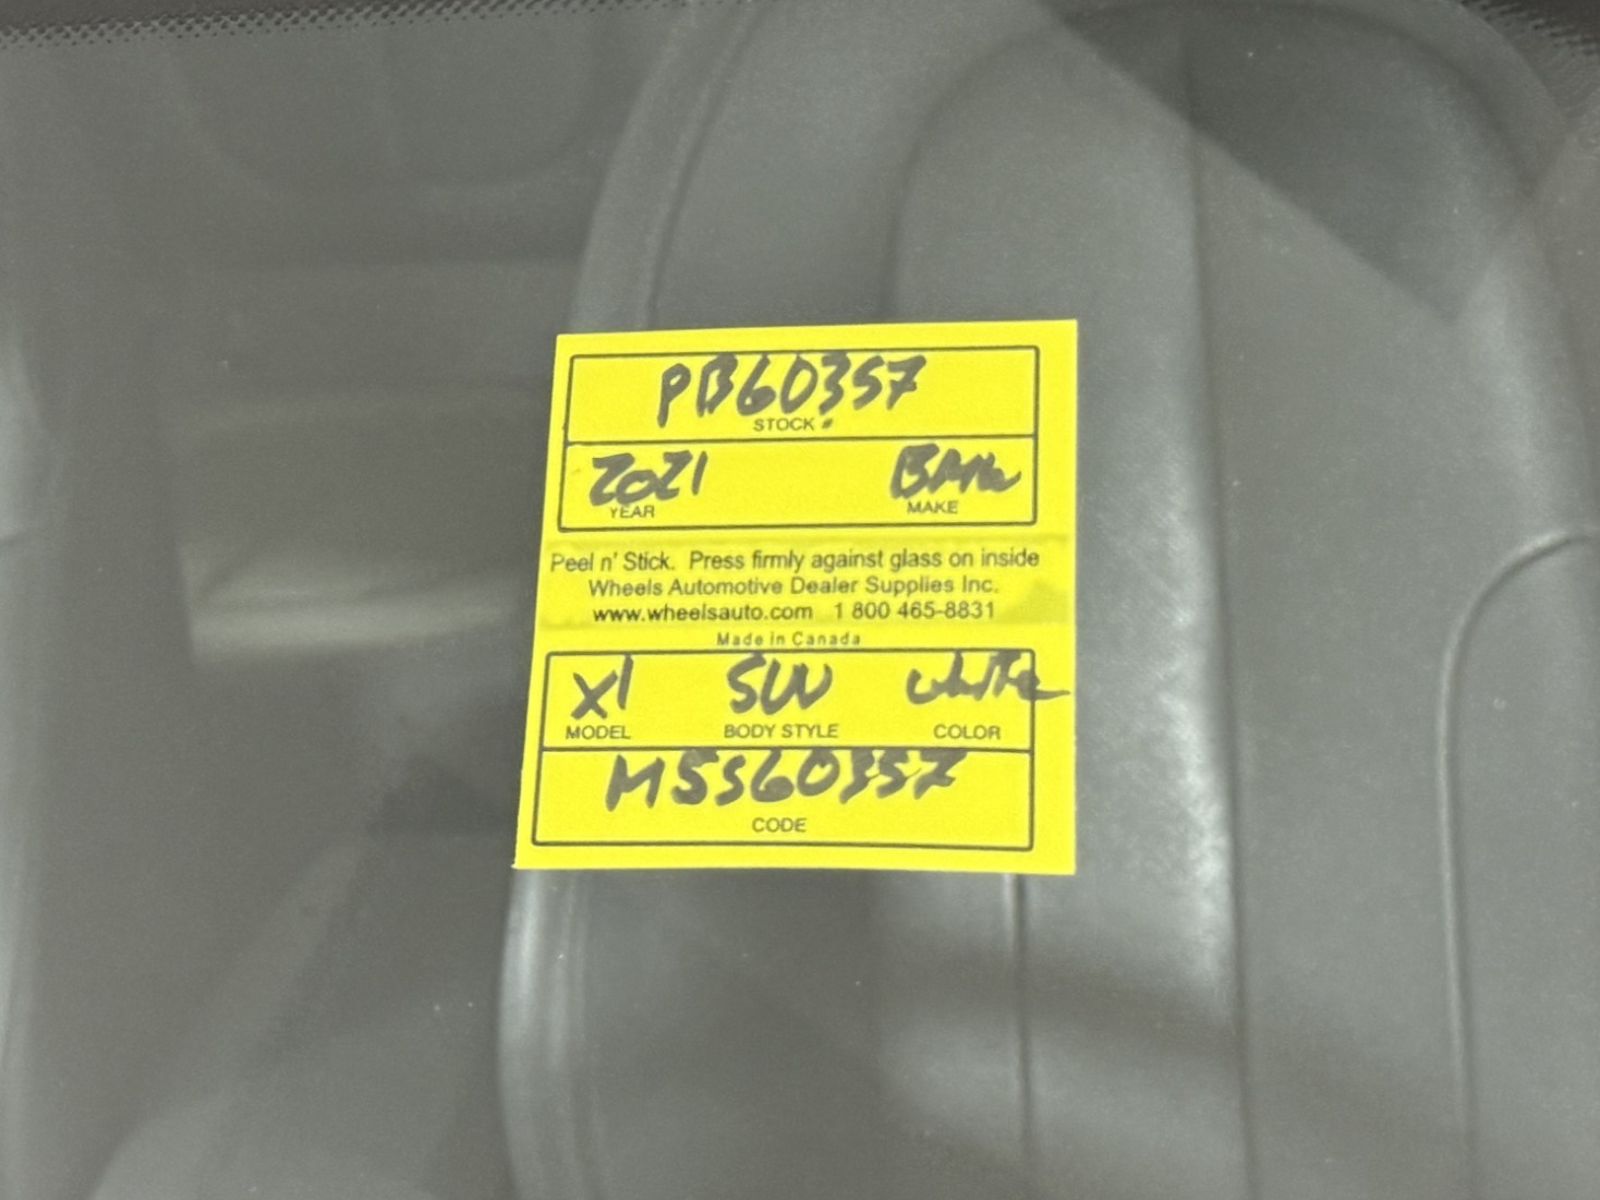 PB60357
STOCK #
2021 BMW
YEAR MAKE
Peel n' Stick. Press firmly against glass on inside
Wheels Automotive Dealer Supplies Inc.
www.wheelsauto.com 1 800 465-8831
Made in Canada
X1 SUV white
MODEL BODY STYLE COLOR
M5S60357
CODE